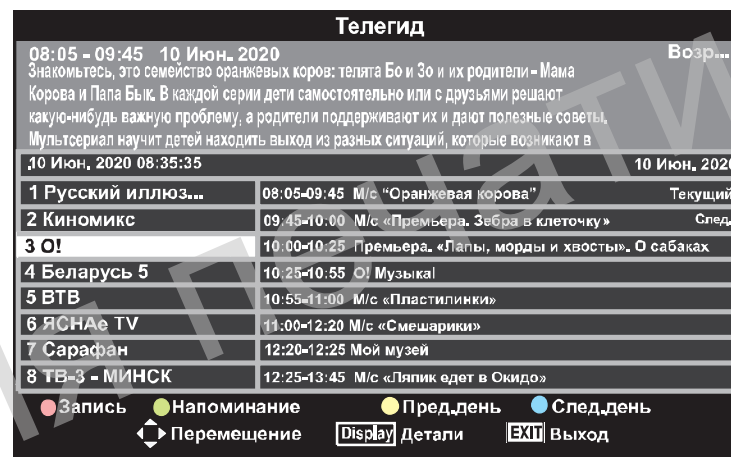 Телегид
08:05 - 09:45 10 Июн. 2020 Возр...
Знакомьтесь, это семейство оранжевых коров: телята Бо и Зо и их родители - Мама
Корова и Папа Бык. В каждой серии дети самостоятельно или с друзьями решают
какую-нибудь важную проблему, а родители поддерживают их и дают полезные советы.
Мультсериал научит детей находить выход из разных ситуаций, которые возникают в
10 Июн. 2020 08:35:35 10 Июн. 2020
1 Русский иллюз... 08:05-09:45 М/с “Оранжевая корова” Текущий
2 Киномикс 09:45-10:00 М/с «Премьера. Зебра в клеточку» След.
3 О! 10:00-10:25 Премьера. «Лапы, морды и хвосты». О сабаках
4 Беларусь 5 10:25-10:55 О! Музыка!
5 ВТВ 10:55-11:00 М/с «Пластилинки»
6 ЯСНАе TV 11:00-12:20 М/с «Смешарики»
7 Сарафан 12:20-12:25 Мой музей
8 ТВ-3 - МИНСК 12:25-13:45 М/с «Ляпик едет в Окидо»
Запись Напоминание Пред.день След.день
Перемещение Display Детали EXIT Выход
ля печати